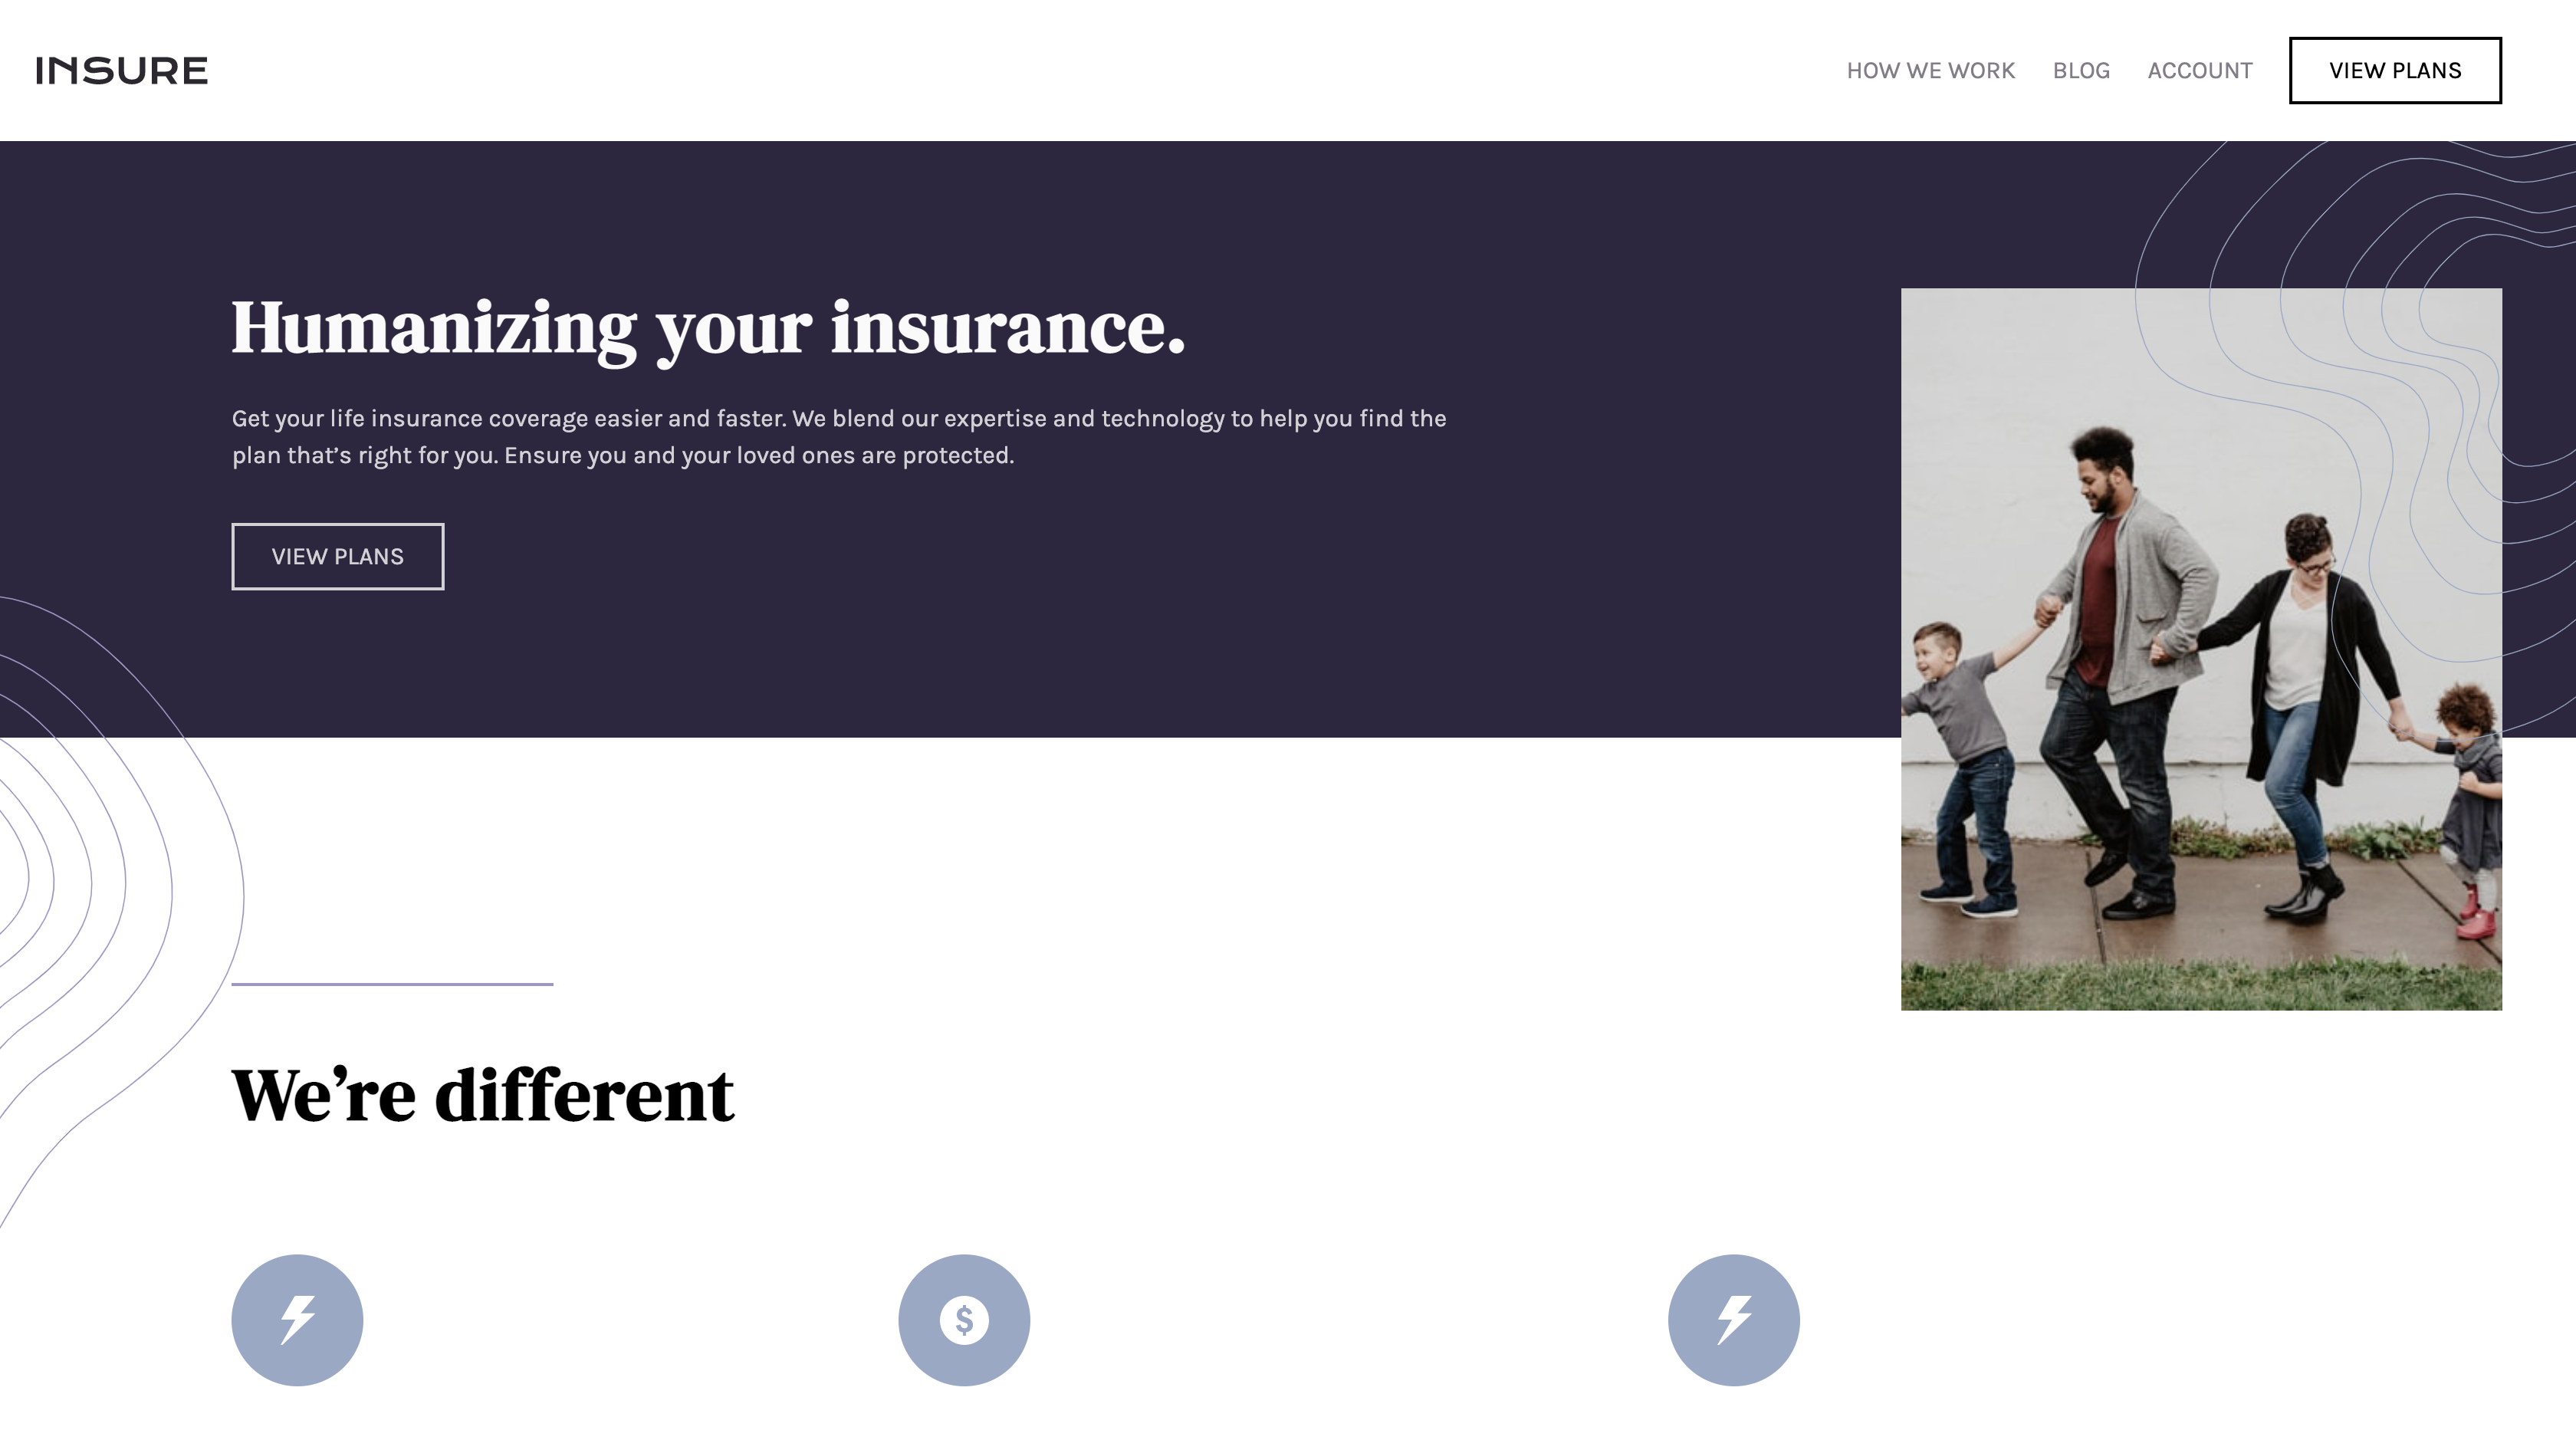 INSURE
HOW WE WORK
BLOG
ACCOUNT
VIEW PLANS
Humanizing your insurance.
Get your life insurance coverage easier and faster. We blend our expertise and technology to help you find the
plan that’s right for you. Ensure you and your loved ones are protected.
VIEW PLANS
We’re different
$